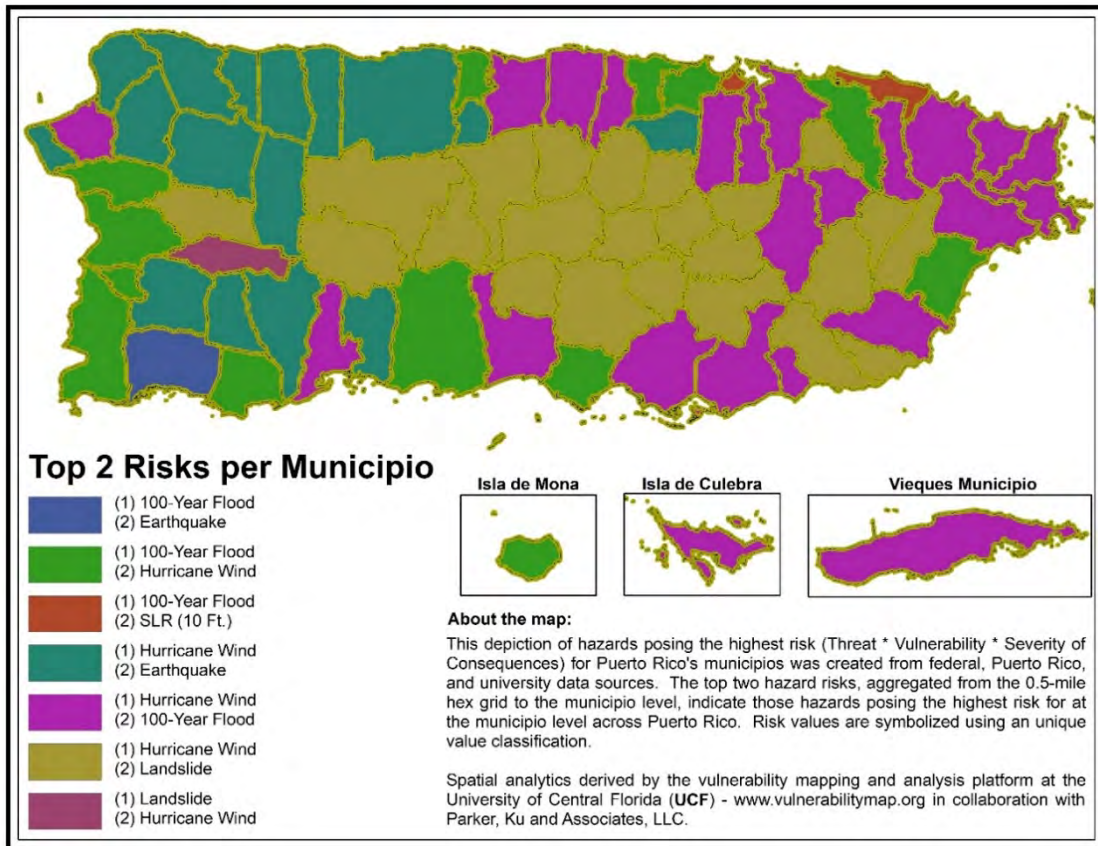 Top 2 Risks per Municipio
(1) 100-Year Flood
(2) Earthquake
(1) 100-Year Flood
(2) Hurricane Wind
(1) 100-Year Flood
(2) SLR (10 Ft.)
(1) Hurricane Wind
(2) Earthquake
(1) Hurricane Wind
(2) 100-Year Flood
(1) Hurricane Wind
(2) Landslide
(1) Landslide
(2) Hurricane Wind
Isla de Mona
Isla de Culebra
Vieques Municipio
About the map:
This depiction of hazards posing the highest risk (Threat * Vulnerability * Severity of
Consequences) for Puerto Rico's municipios was created from federal, Puerto Rico,
and university data sources. The top two hazard risks, aggregated from the 0.5-mile
hex grid to the municipio level, indicate those hazards posing the highest risk for at
the municipio level across Puerto Rico. Risk values are symbolized using an unique
value classification.
Spatial analytics derived by the vulnerability mapping and analysis platform at the
University of Central Florida (UCF) - www.vulnerabilitymap.org in collaboration with
Parker, Ku and Associates, LLC.